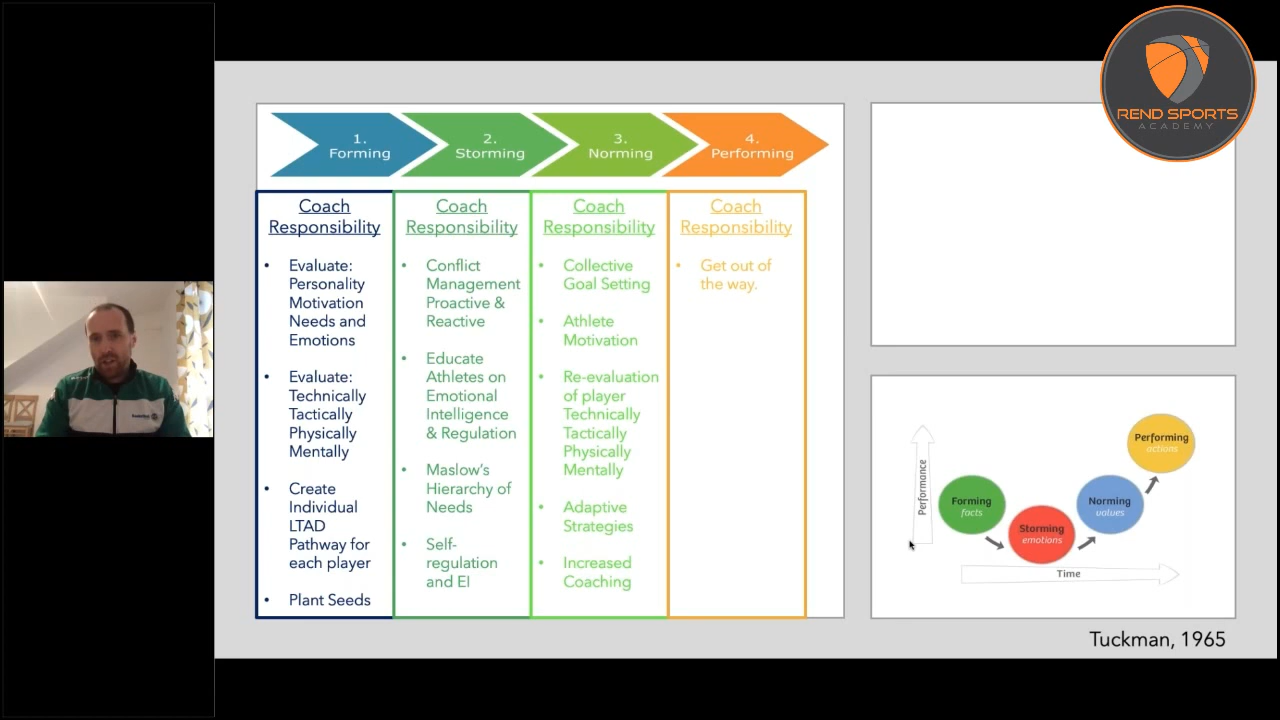 1.
Forming
2.
Storming
3.
Norming
4.
Performing
Coach
Responsibility
• Evaluate:
Personality
Motivation
Needs and
Emotions
• Evaluate:
Technically
Tactically
Physically
Mentally
• Create
Individual
LTAD
Pathway for
each player
• Plant Seeds
Coach
Responsibility
• Conflict
Management
Proactive &
Reactive
• Educate
Athletes on
Emotional
Intelligence
& Regulation
• Maslow's
Hierarchy of
Needs
• Self-
regulation
and EI
Coach
Responsibility
• Collective
Goal Setting
• Athlete
Motivation
• Re-evaluation
of player
Technically
Tactically
Physically
Mentally
• Adaptive
Strategies
• Increased
Coaching
Coach
Responsibility
• Get out of
the way.
REND SPORTS
ACADEMY
Performance
Forming
facts
Storming
emotions
Norming
values
Performing
actions
Time
Tuckman, 1965